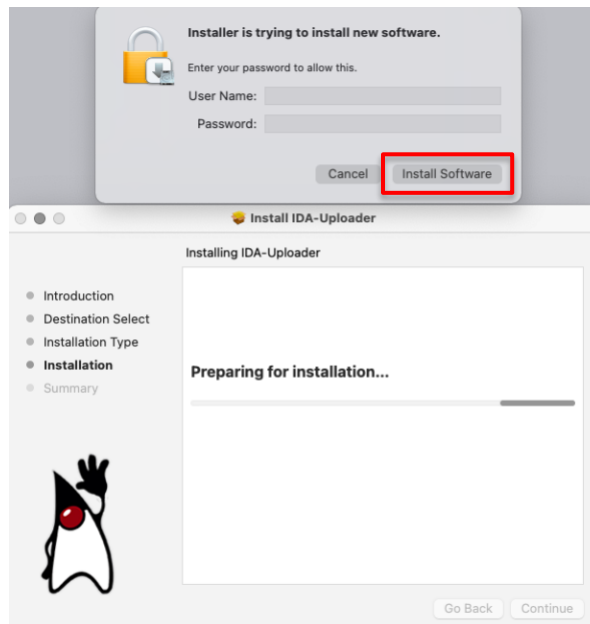 Installer is trying to install new software.
Enter your password to allow this.
User Name:
Password:
Cancel
Install Software
Install IDA-Uploader
Installing IDA-Uploader
Introduction
Destination Select
Installation Type
Installation
Summary
Preparing for installation...
Go Back
Continue